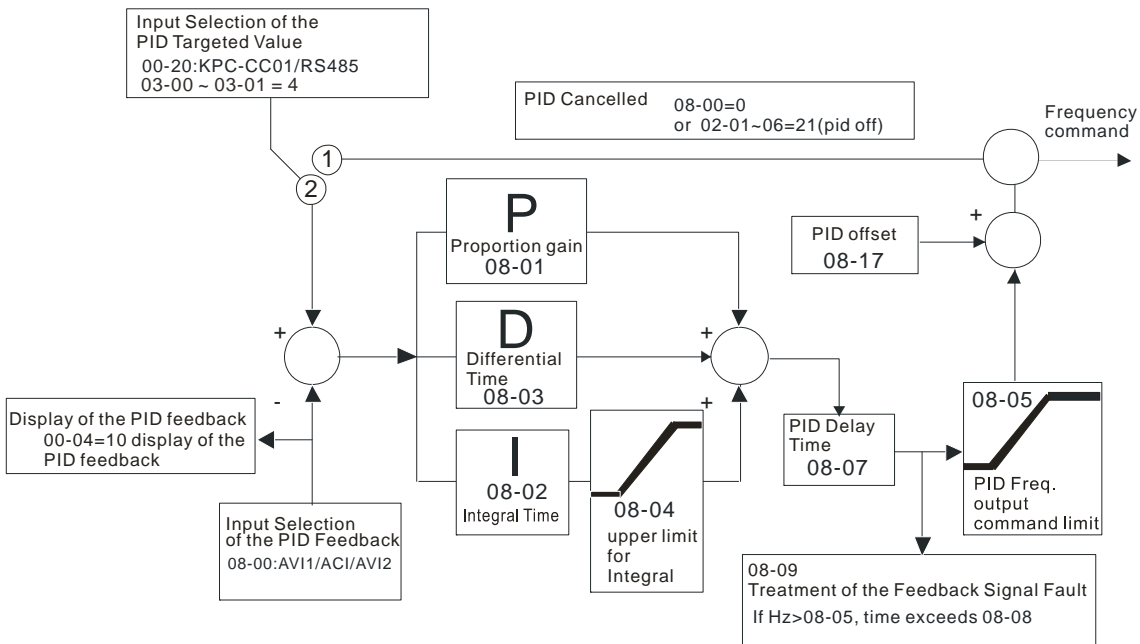 Input Selection of the
PID Targeted Value
00-20:KPC-CC01/RS485
03-00 ~ 03-01 = 4
PID Cancelled 08-00=0
or 02-01~06=21(pid off)
Frequency
command
1
2
P
Proportion gain
08-01
+
PID offset
08-17
+
-
D
Differential
Time
08-03
+
+
Display of the PID feedback
00-04=10 display of the
PID feedback
I
08-02
Integral Time
08-04
upper limit
for
Integral
PID Delay
Time
08-07
08-05
PID Freq.
output
command limit
Input Selection
of the PID Feedback
08-00:AVI1/ACI/AVI2
08-09
Treatment of the Feedback Signal Fault
If Hz>08-05, time exceeds 08-08